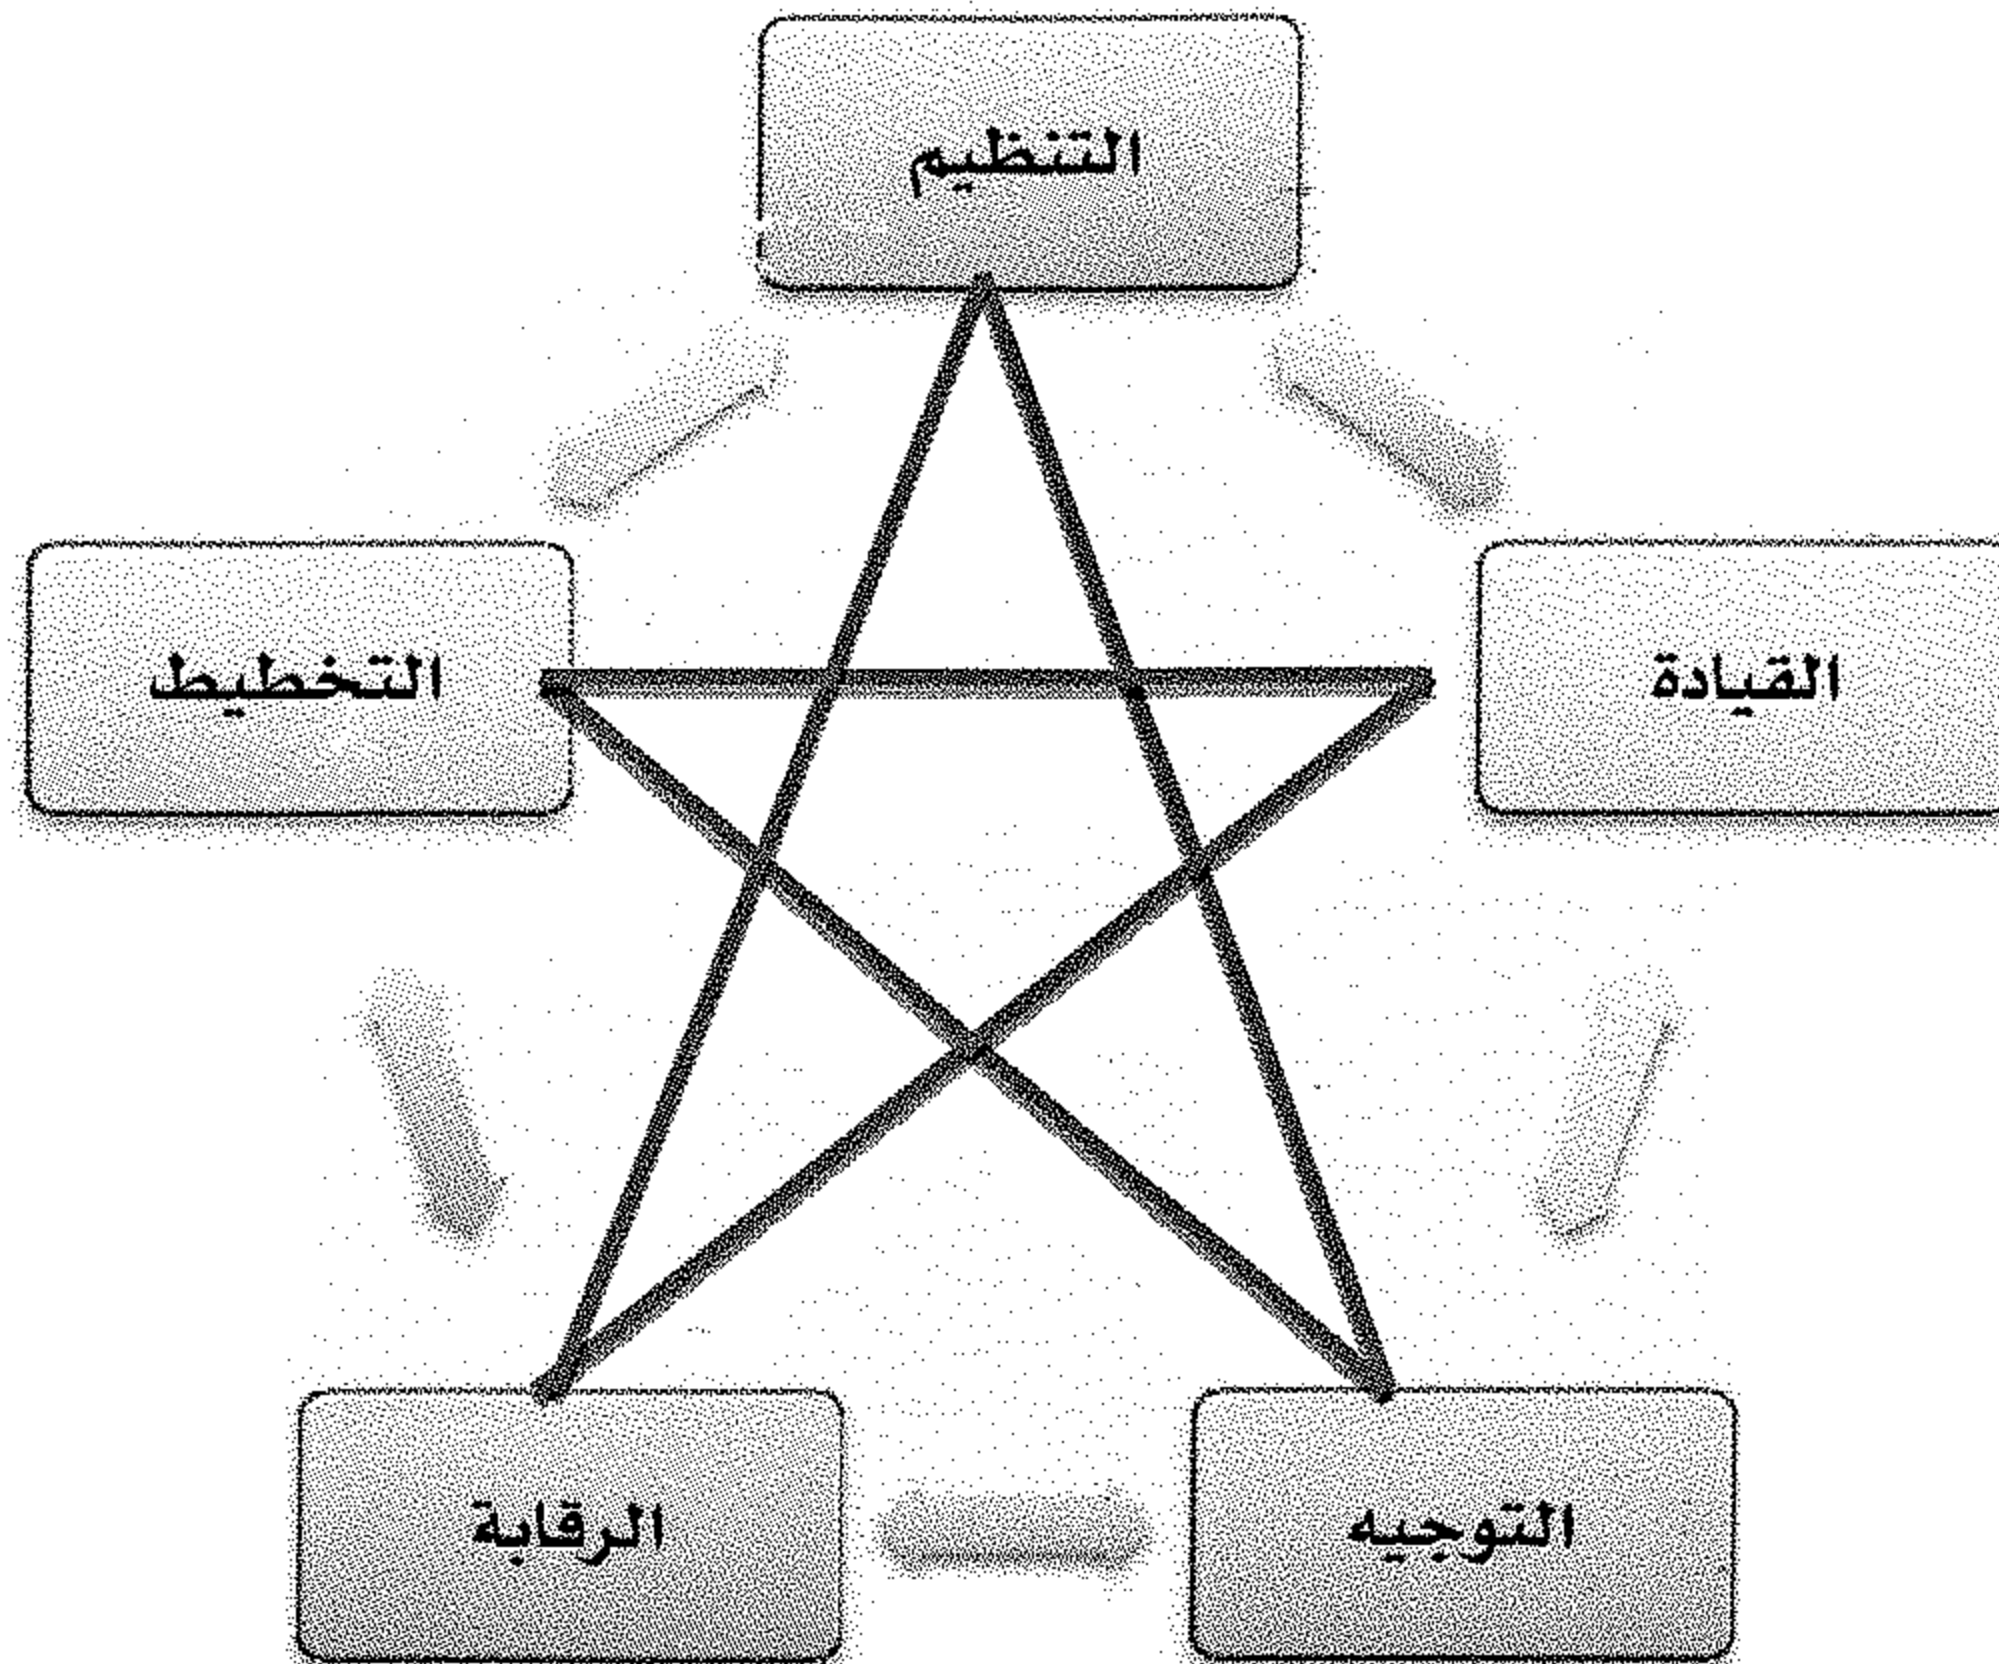 التنظيم
القيادة
التخطيط
التوجيه
الرقابة